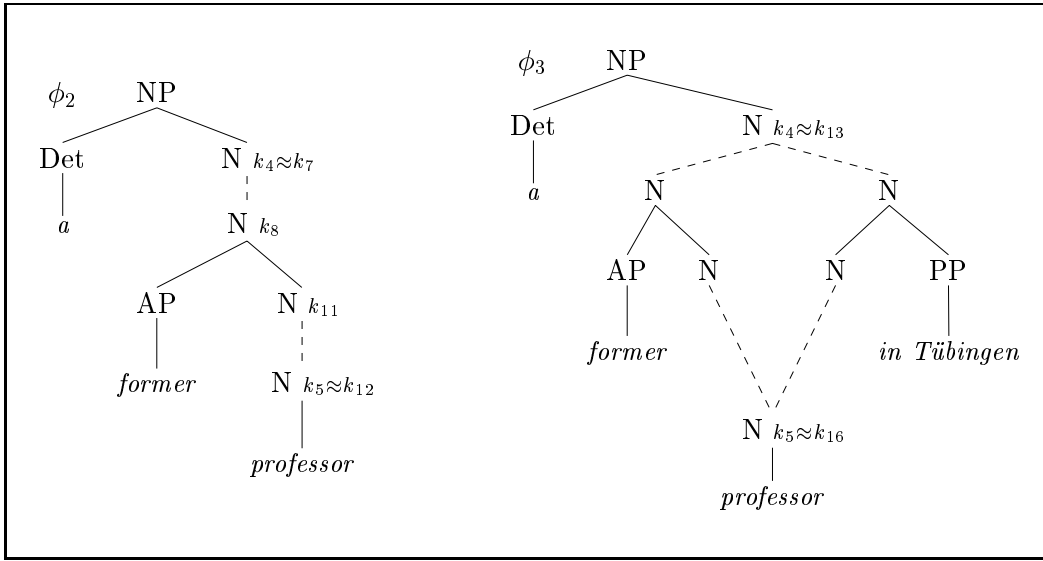 ϕ₂ NP
Det N k₄≈k₇
a N k₈
AP N k₁₁
former N k₅≈k₁₂
professor
ϕ₃ NP
Det N k₄≈k₁₃
a N N
AP N N PP
former in Tübingen
N k₅≈k₁₆
professor